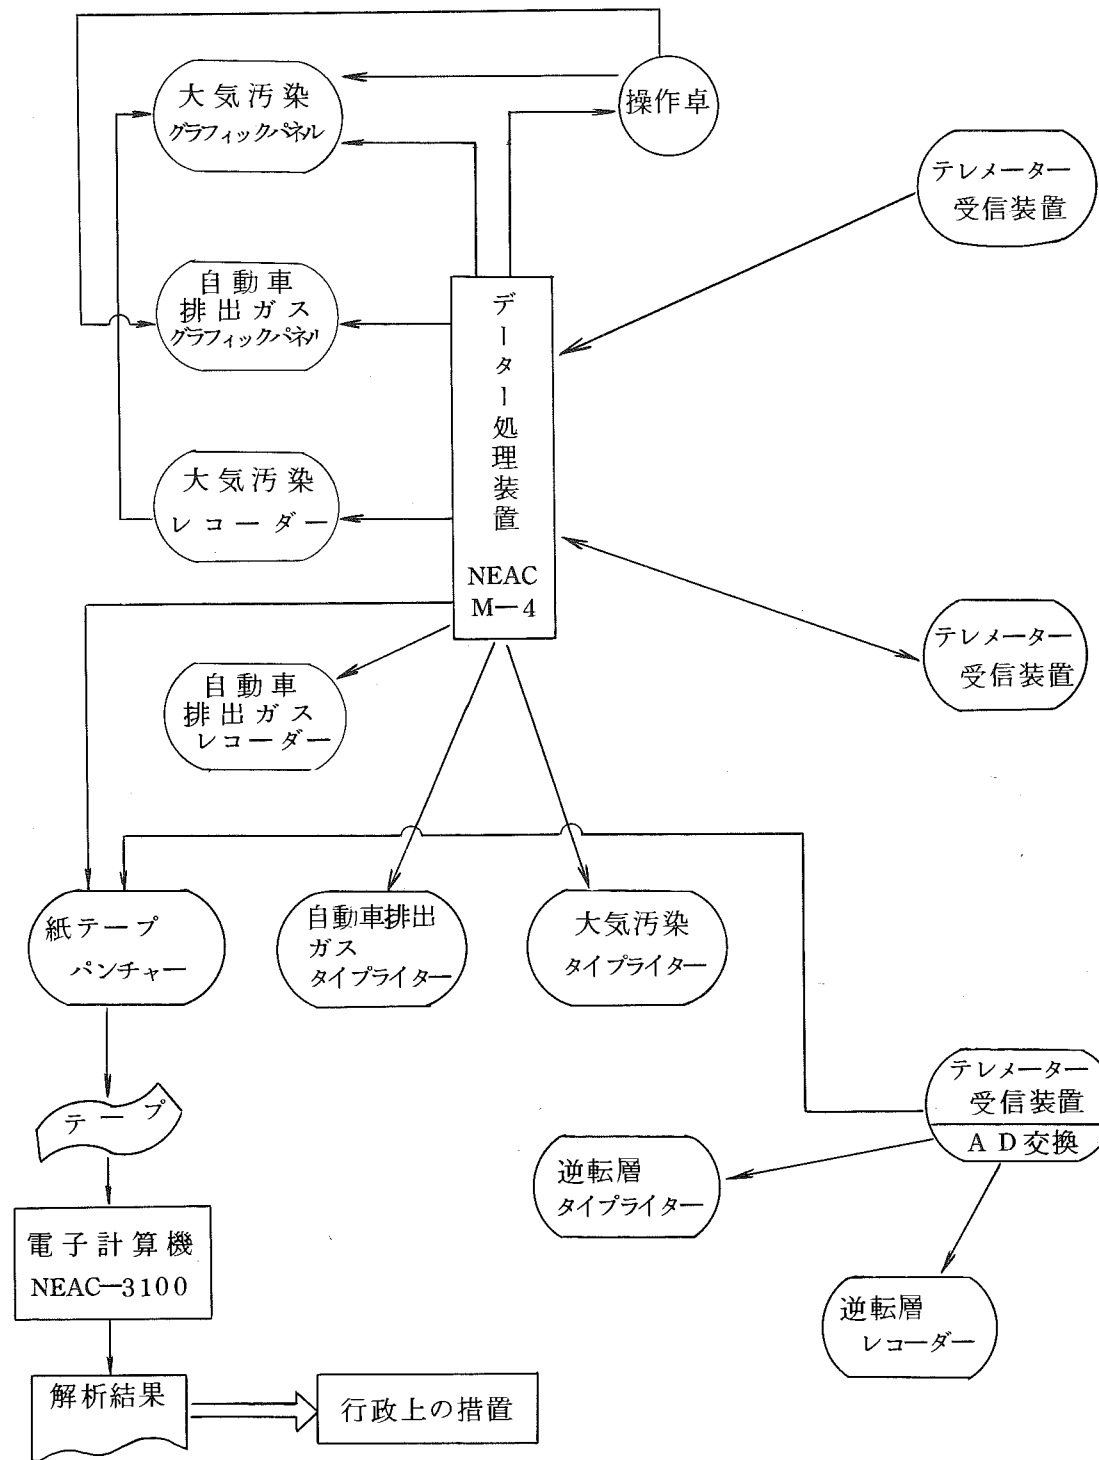 大気汚染
グラフィックパネル
操作卓
テレメーター
受信装置
自動車
排出ガス
グラフィックパネル
データー処理装置
NEAC
M-4
大気汚染
レコーダー
テレメーター
受信装置
自動車
排出ガス
レコーダー
紙テープ
パンチャー
自動車排出
ガス
タイプライター
大気汚染
タイプライター
テレメーター
受信装置
AD交換
テープ
逆転層
タイプライター
電子計算機
NEAC-3100
逆転層
レコーダー
解析結果
行政上の措置